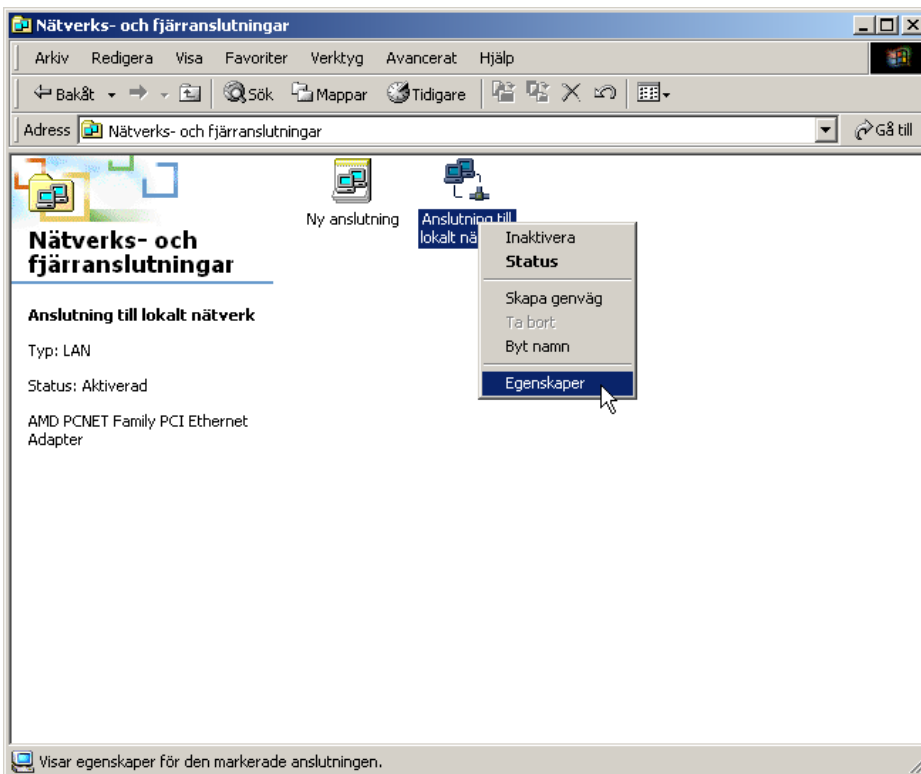 Nätverks- och fjärranslutningar
Arkiv Redigera Visa Favoriter Verktyg Avancerat Hjälp
Bakåt Sök Mappar Tidigare
Adress Nätverks- och fjärranslutningar Gå till
Nätverks- och
fjärranslutningar
Anslutning till lokalt nätverk
Typ: LAN
Status: Aktiverad
AMD PCNET Family PCI Ethernet
Adapter
Ny anslutning
Anslutning till
lokalt nä
Inaktivera
Status
Skapa genväg
Ta bort
Byt namn
Egenskaper
Visar egenskaper för den markerade anslutningen.